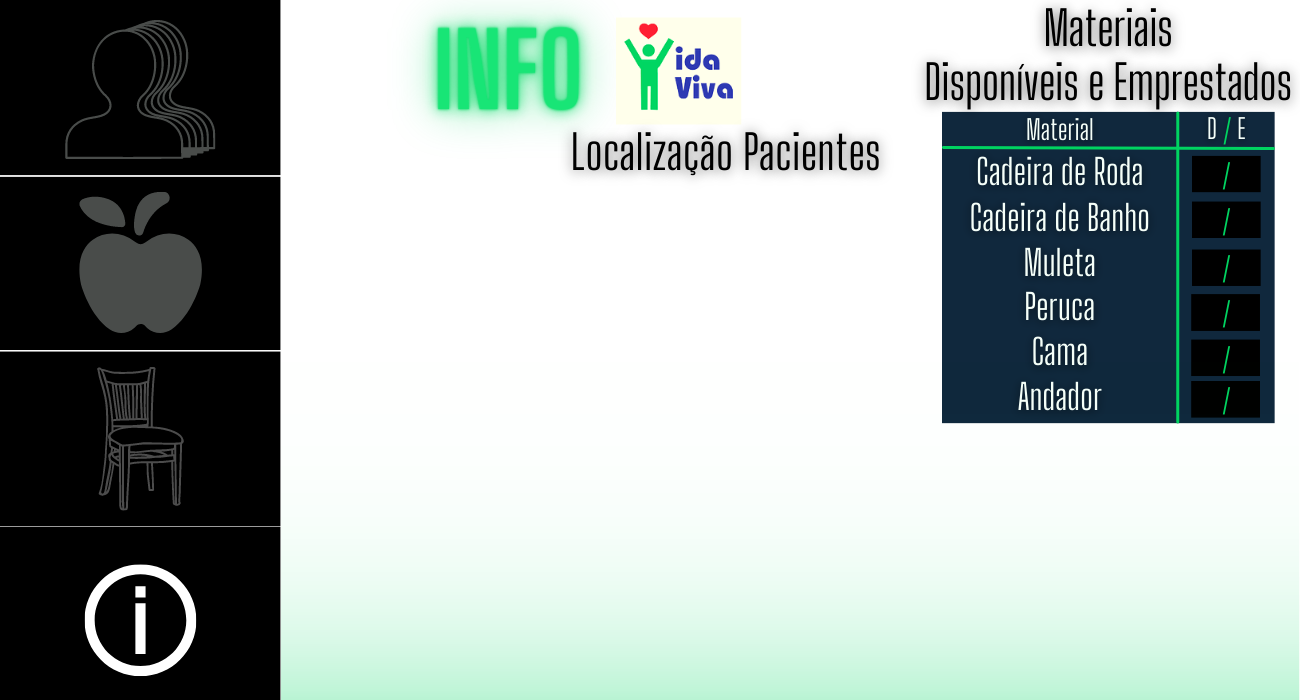 INFO
ida
Viva
Localização Pacientes
Materiais
Disponíveis e Emprestados
Material D / E
Cadeira de Roda /
Cadeira de Banho /
Muleta /
Peruca /
Cama /
Andador /
i